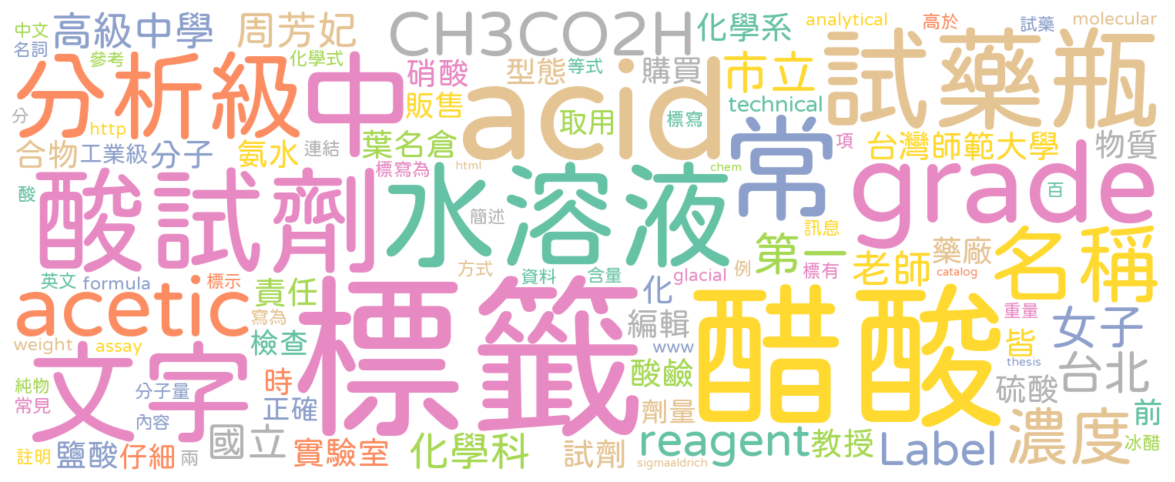 中文 高級中學 周芳妃 CH3CO2H 化學系 analytical 高於 試藥 molecular
名詞 參考 化學式 硝酸 型態 等式 購買 市立 試藥瓶
分析級 中 販售 acid technical
分 http 取用 標寫 常 項 台灣師範大學 物質
合物 工業級 分子 氨水 連結 葉名倉 標寫為 html chem grade
酸 酸試劑 水溶液 簡述 百
訊息 名稱
英文 formula 標示 責任 方式 資料 含量 glacial 例 第一 標有 老師 藥廠 catalog
acetic 寫為 化 編輯 重量 女子
weight assay 檢查 標籤 www 醋酸 皆 thesis
文字 時 酸鹼 硫酸 台北
純物 分子量 正確 劑量 前
常見 內容 濃度
註明 鹽酸 仔細 兩 國立 實驗室 化學科 試劑 reagent 教授 Label 冰醋
sigmaaldrich